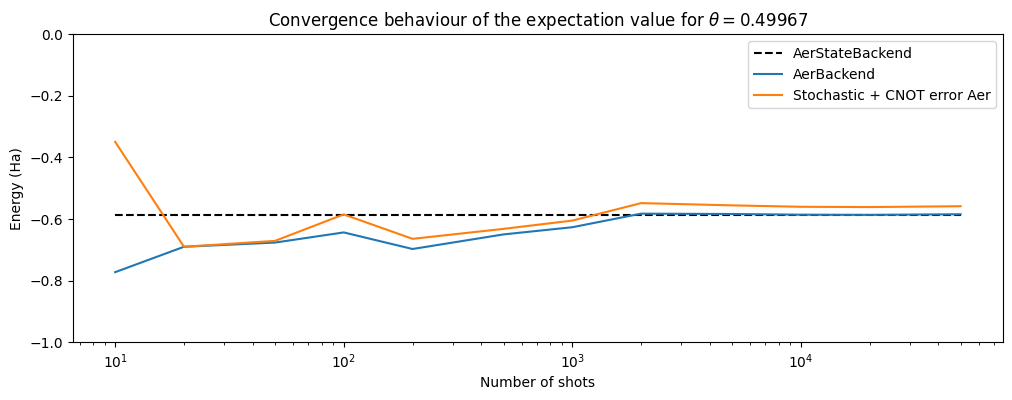 Convergence behaviour of the expectation value for θ = 0.49967
0.0
−0.2
−0.4
−0.6
−0.8
−1.0
Energy (Ha)
AerStateBackend
AerBackend
Stochastic + CNOT error Aer
10¹
10²
10³
10⁴
Number of shots